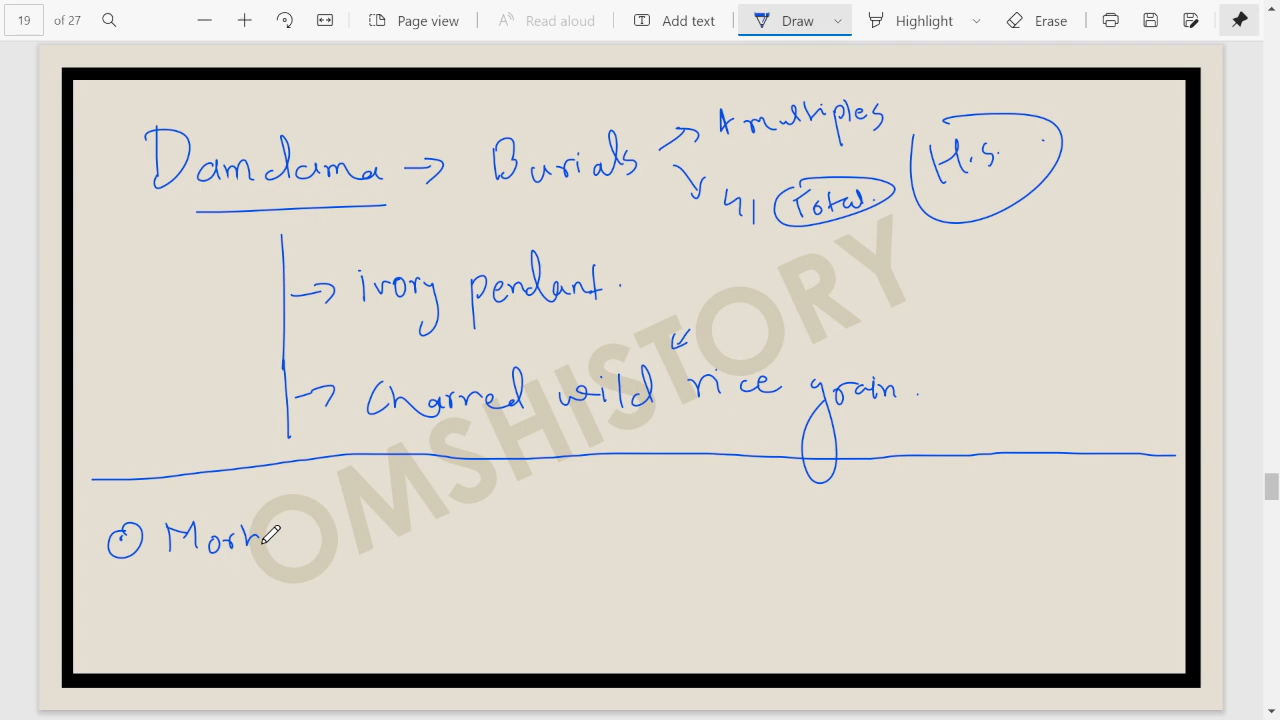 19 of 27 Page view Read aloud Add text Draw Highlight Erase
Damdama → Burials → 4 multiples
→ 41 Total. H.S.
→ ivory pendant.
→ Charred wild rice grain.
OMSHISTORY
Morh